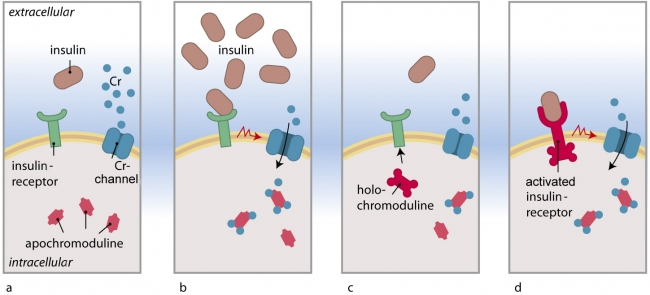 extracellular
insulin
Cr
insulin-
receptor
Cr-
channel
apochromoduline
intracellular
a
insulin
b
holo-
chromoduline
c
activated
insulin-
receptor
d